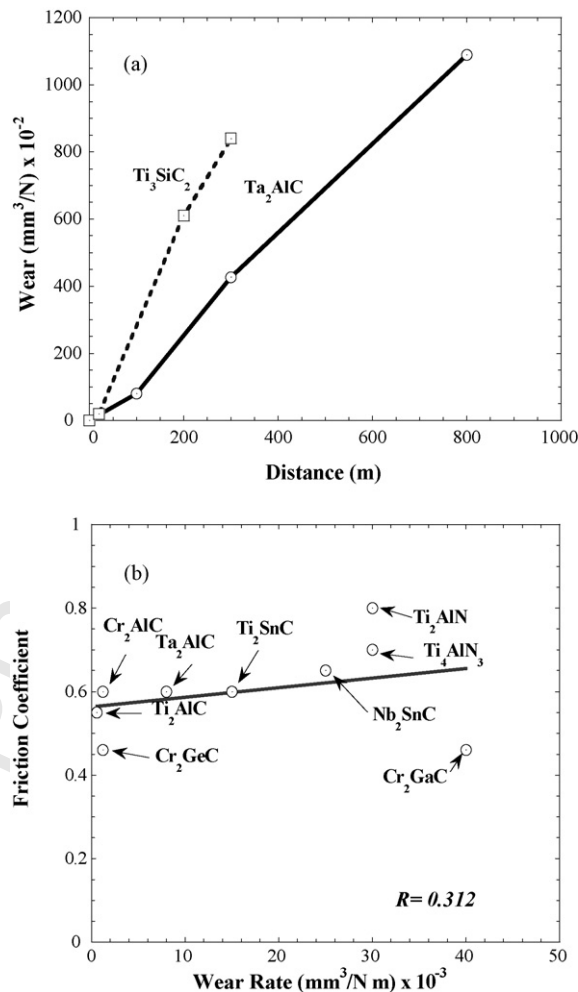 1200
(a)
1000
800
Ti₃SiC₂
Ta₂AlC
600
400
200
0
0 200 400 600 800 1000
Wear (mm³/N) x 10⁻²
Distance (m)
1
(b)
0.8
Ti₂AlN
Cr₂AlC
Ta₂AlC
Ti₂SnC
Ti₄AlN₃
0.6
Ti₂AlC
Nb₂SnC
Cr₂GeC
Cr₂GaC
0.4
0.2
R= 0.312
0
0 10 20 30 40 50
Friction Coefficient
Wear Rate (mm³/N m) x 10⁻³